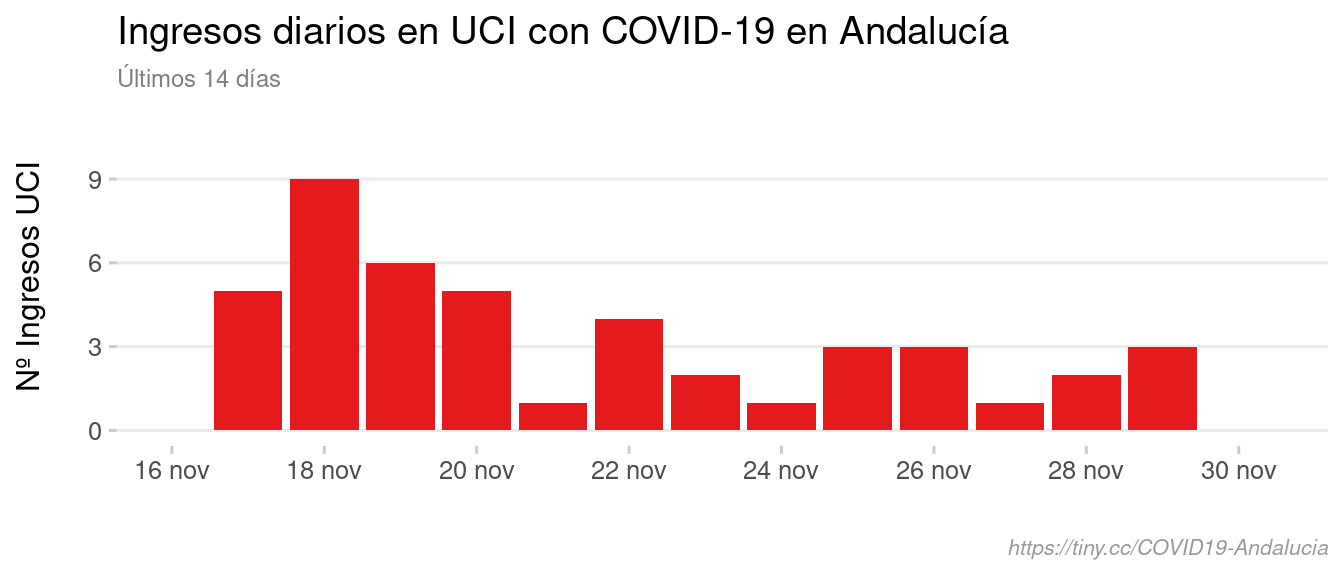 Ingresos diarios en UCI con COVID-19 en Andalucía
Últimos 14 días
Nº Ingresos UCI
9
6
3
0
16 nov 18 nov 20 nov 22 nov 24 nov 26 nov 28 nov 30 nov
https://tiny.cc/COVID19-Andalucia